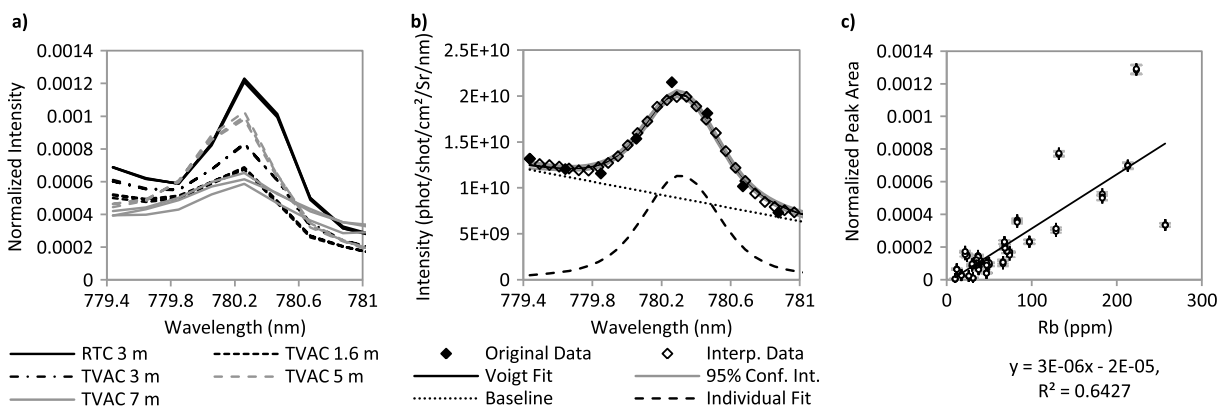 a)
0.0014
0.0012
0.001
0.0008
0.0006
0.0004
0.0002
0
Normalized Intensity
779.4 779.8 780.2 780.6 781
Wavelength (nm)
RTC 3 m
TVAC 1.6 m
TVAC 3 m
TVAC 5 m
TVAC 7 m
b)
2.5E+10
2E+10
1.5E+10
1E+10
5E+09
0
Intensity (phot/shot/cm²/Sr/nm)
779.4 779.8 780.2 780.6 781
Wavelength (nm)
Original Data
Interp. Data
Voigt Fit
95% Conf. Int.
Baseline
Individual Fit
c)
0.0014
0.0012
0.001
0.0008
0.0006
0.0004
0.0002
0
Normalized Peak Area
0 100 200 300
Rb (ppm)
y = 3E-06x - 2E-05,
R² = 0.6427